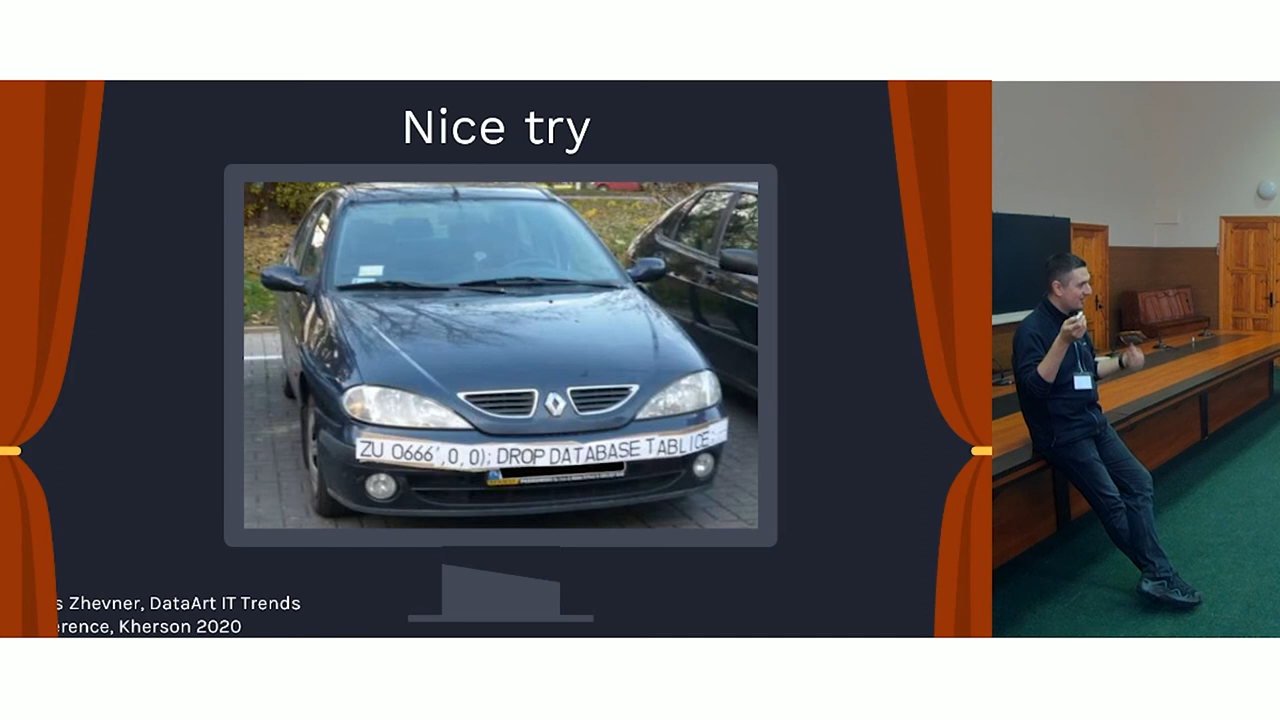 Nice try
ZU 0666',0,0); DROP DATABASE TABLICE;
s Zhevner, DataArt IT Trends
erence, Kherson 2020